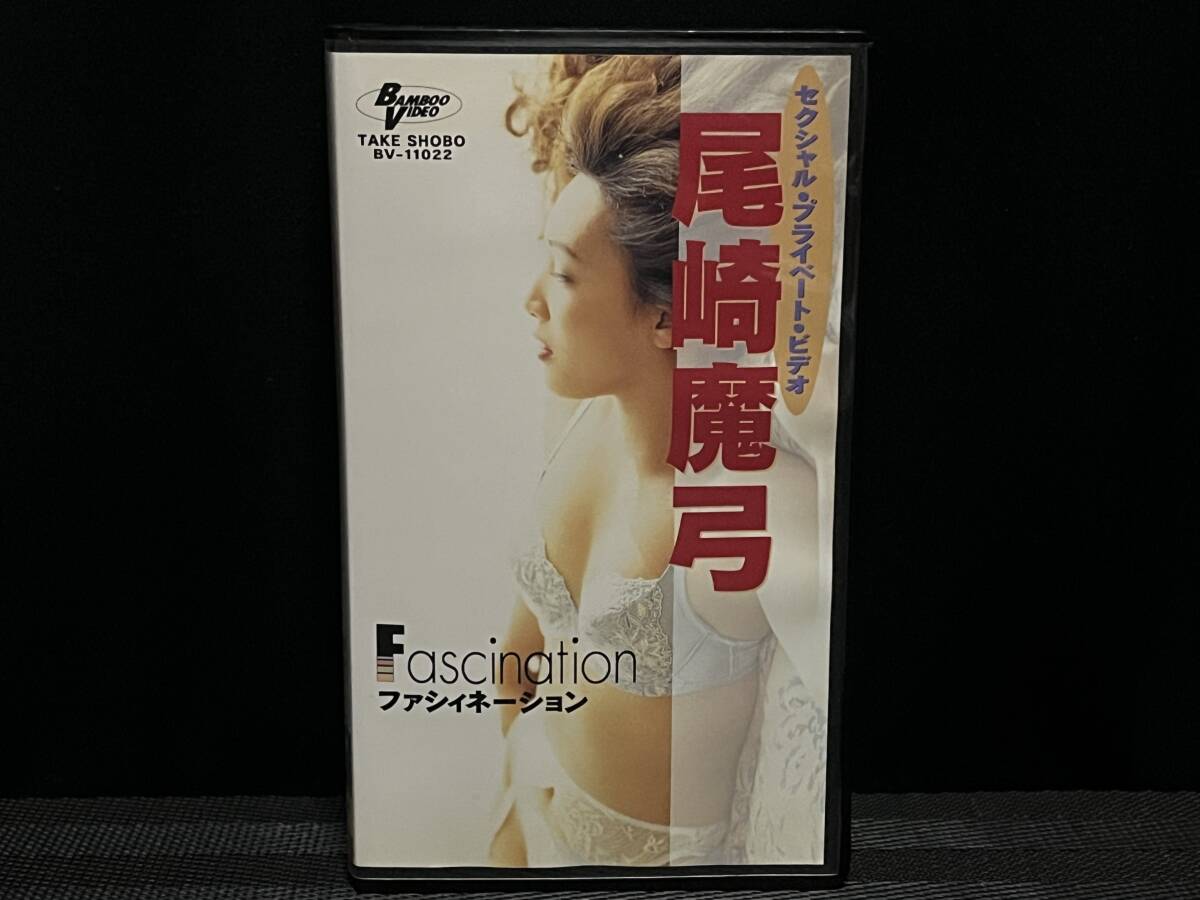 BAMBOO
VIDEO
TAKE SHOBO
BV-11022
セクシャル・プライベート・ビデオ
尾崎魔弓
Fascination
ファシィネーション